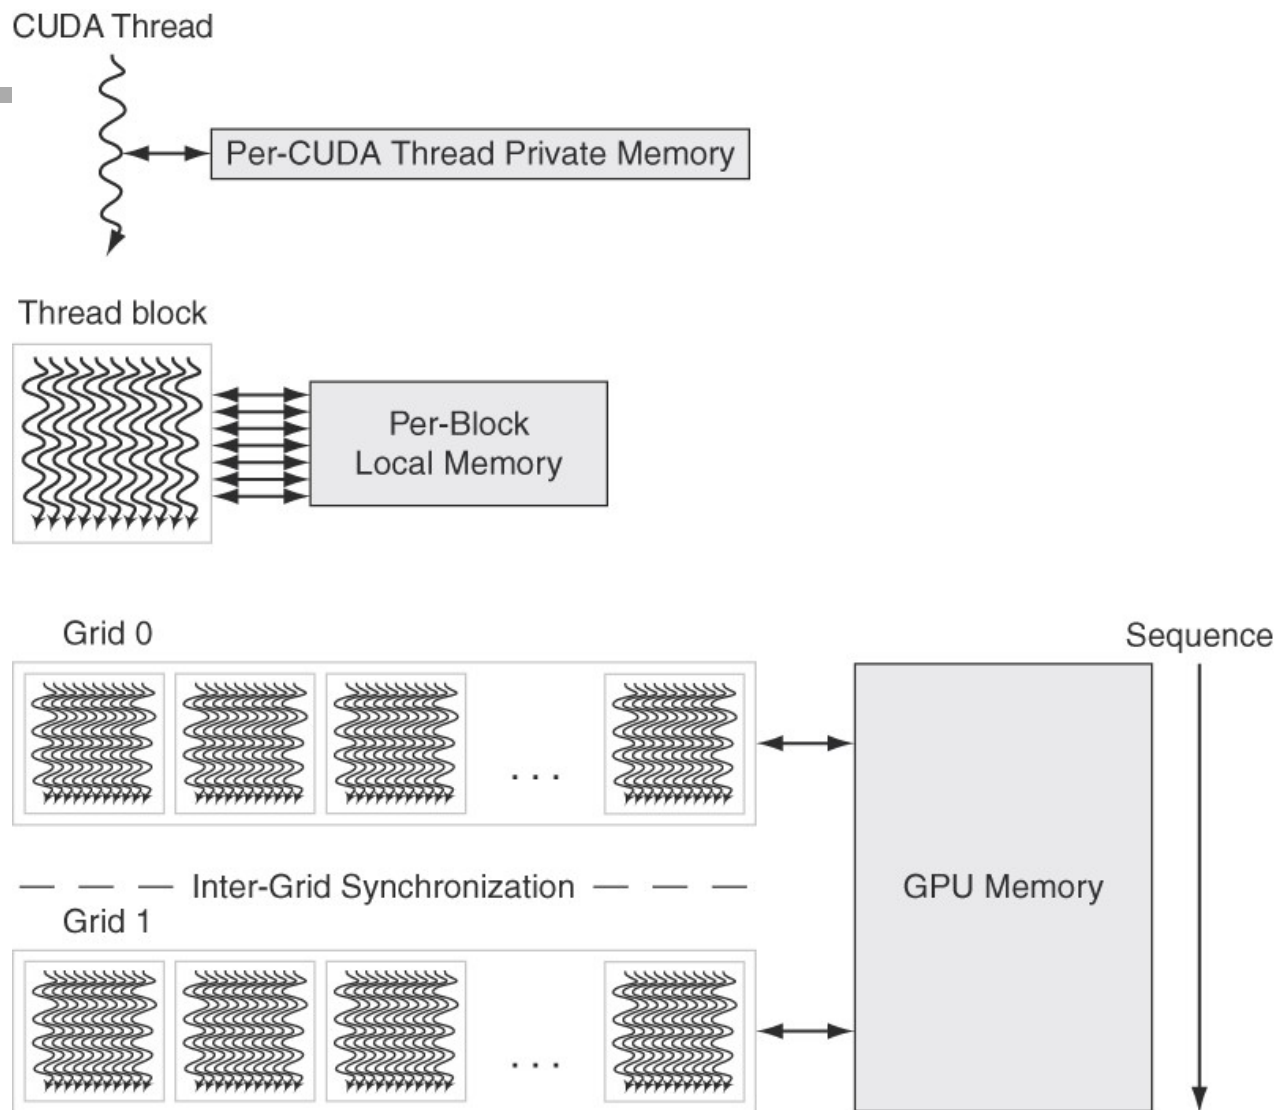 CUDA Thread
Per-CUDA Thread Private Memory
Thread block
Per-Block
Local Memory
Grid 0
Sequence
. . .
Inter-Grid Synchronization
GPU Memory
Grid 1
. . .